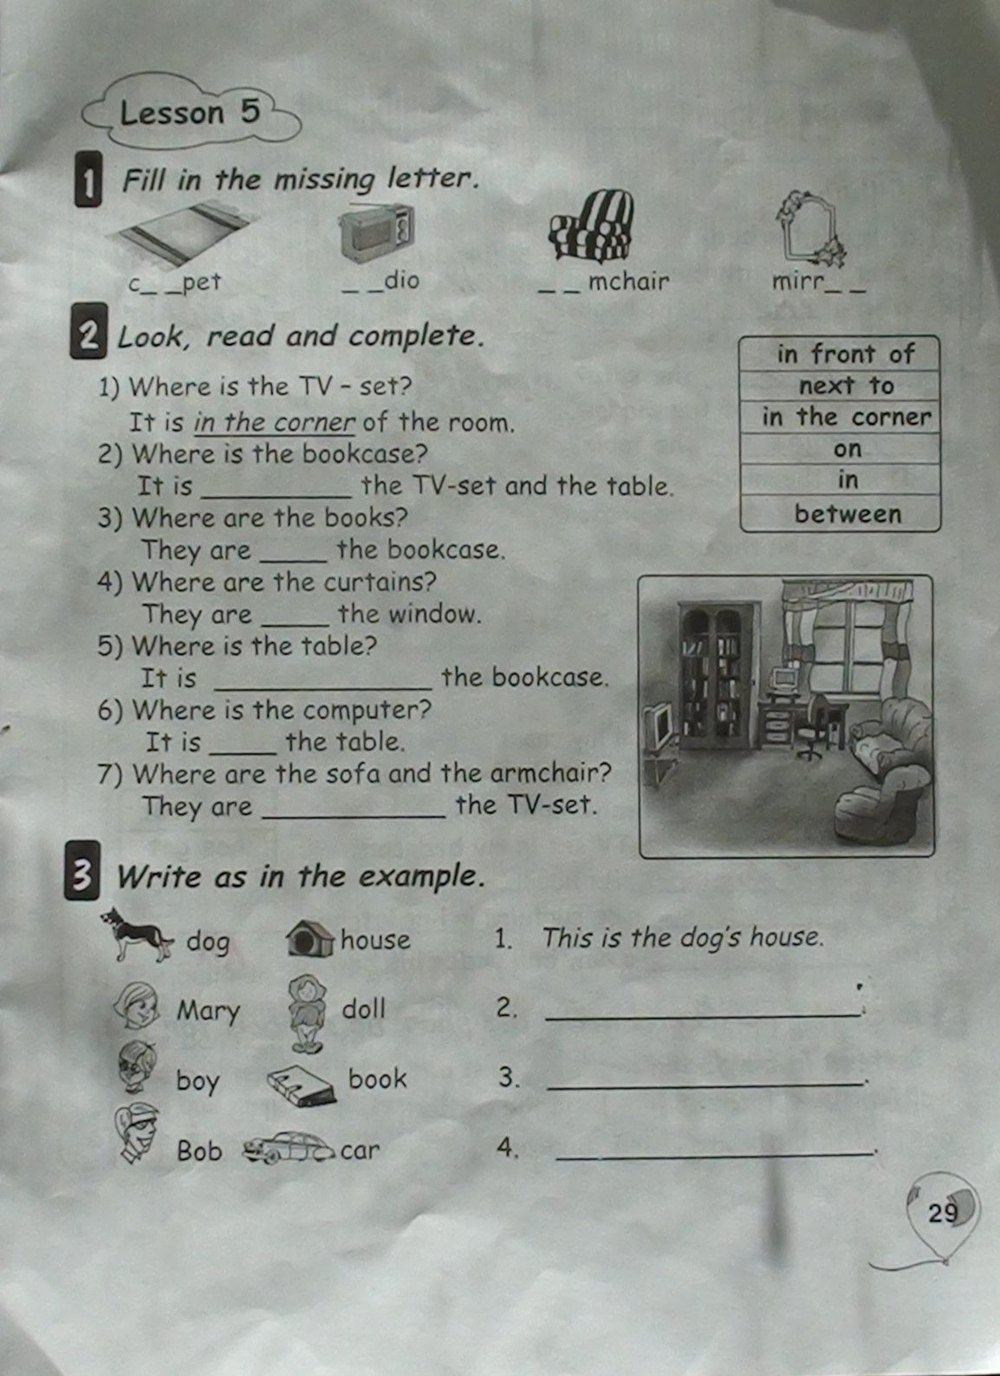 Lesson 5
1 Fill in the missing letter.
c_ _pet _ _dio _ _ mchair mirr_ _
2 Look, read and complete.
in front of
next to
in the corner
on
in
between
1) Where is the TV - set?
It is in the corner of the room.
2) Where is the bookcase?
It is ___________ the TV-set and the table.
3) Where are the books?
They are _____ the bookcase.
4) Where are the curtains?
They are _____ the window.
5) Where is the table?
It is ________________ the bookcase.
6) Where is the computer?
It is _____ the table.
7) Where are the sofa and the armchair?
They are _____________ the TV-set.
3 Write as in the example.
dog house 1. This is the dog's house.
Mary doll 2. _______________________.
boy book 3. _______________________.
Bob car 4. _______________________.
29